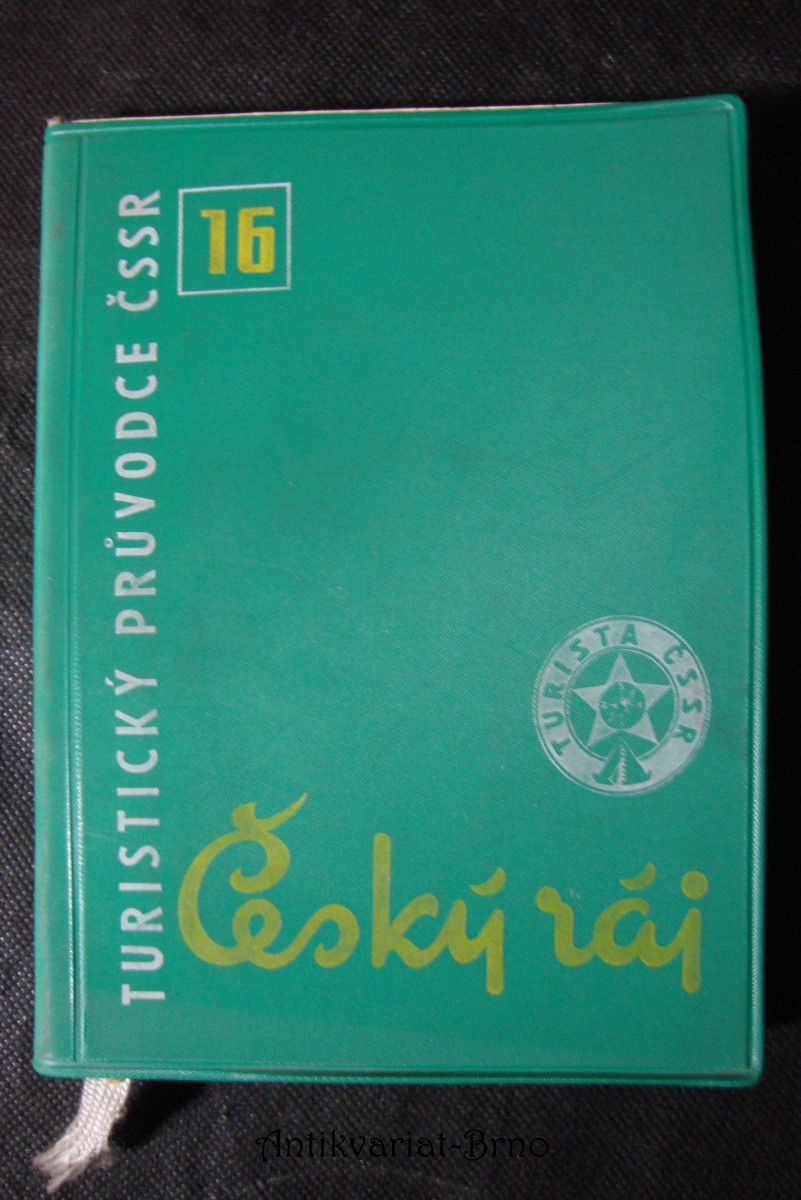 TURISTICKÝ PRŮVODCE ČSSR
16
TURISTA ČSSR
Český ráj
Antikvariat-Brno